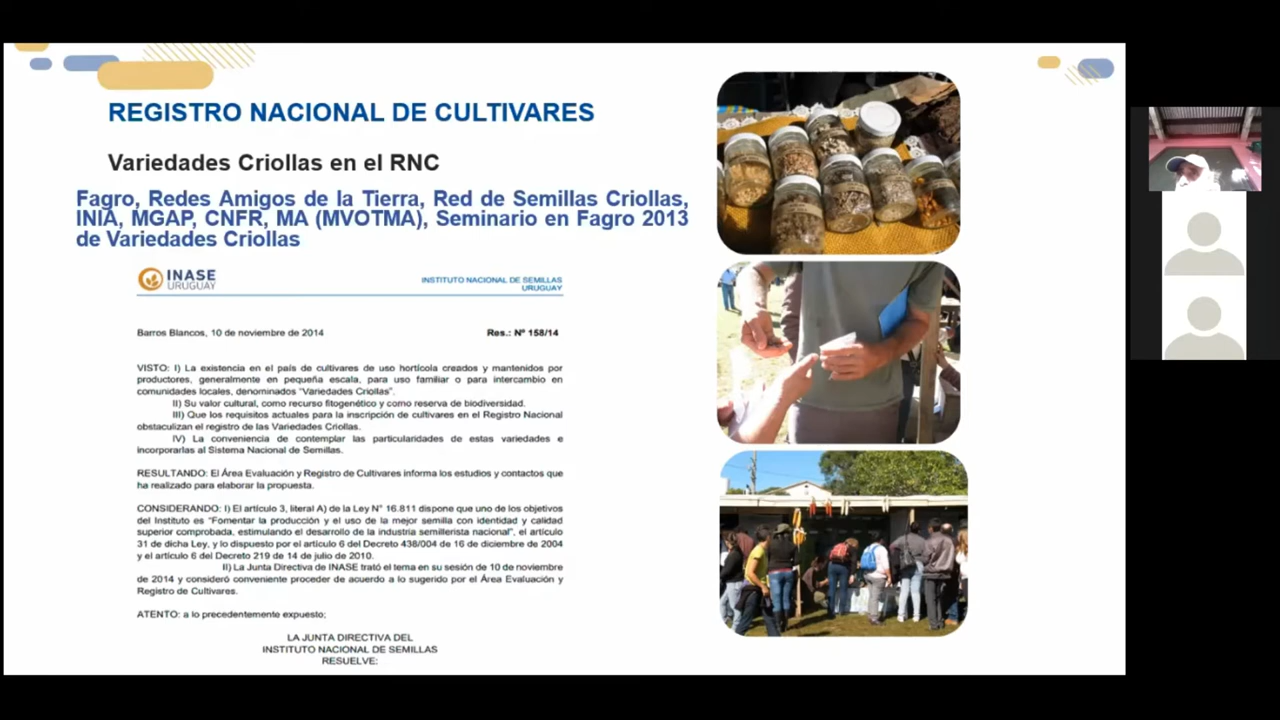 REGISTRO NACIONAL DE CULTIVARES
Variedades Criollas en el RNC
Fagro, Redes Amigos de la Tierra, Red de Semillas Criollas,
INIA, MGAP, CNFR, MA (MVOTMA), Seminario en Fagro 2013
de Variedades Criollas
INASE
URUGUAY
INSTITUTO NACIONAL DE SEMILLAS
URUGUAY
Barros Blancos, 10 de noviembre de 2014
Res.: Nº 158/14
VISTO: I) La existencia en el país de cultivares de uso hortícola creados y mantenidos por
productores, generalmente en pequeña escala, para uso familiar o para intercambio en
comunidades locales, denominados "Variedades Criollas".
II) Su valor cultural, como recurso fitogenético y como reserva de biodiversidad.
III) Que los requisitos actuales para la inscripción de cultivares en el Registro Nacional
obstaculizan el registro de las Variedades Criollas.
IV) La conveniencia de contemplar las particularidades de estas variedades e
incorporarlas al Sistema Nacional de Semillas.
RESULTANDO: El Área Evaluación y Registro de Cultivares informa los estudios y contactos que
ha realizado para elaborar la propuesta.
CONSIDERANDO: I) El artículo 3, literal A) de la Ley N° 16.811 dispone que uno de los objetivos
del Instituto es "Fomentar la producción y el uso de la mejor semilla con identidad y calidad
superior comprobada, estimulando el desarrollo de la industria semillerista nacional", el artículo
31 de dicha Ley, y lo dispuesto por el artículo 6 del Decreto 438/004 de 16 de diciembre de 2004
y el artículo 6 del Decreto 219 de 14 de julio de 2010.
II) La Junta Directiva de INASE trató el tema en su sesión de 10 de noviembre
de 2014 y consideró conveniente proceder de acuerdo a lo sugerido por el Área Evaluación y
Registro de Cultivares.
ATENTO: a lo precedentemente expuesto;
LA JUNTA DIRECTIVA DEL
INSTITUTO NACIONAL DE SEMILLAS
RESUELVE: